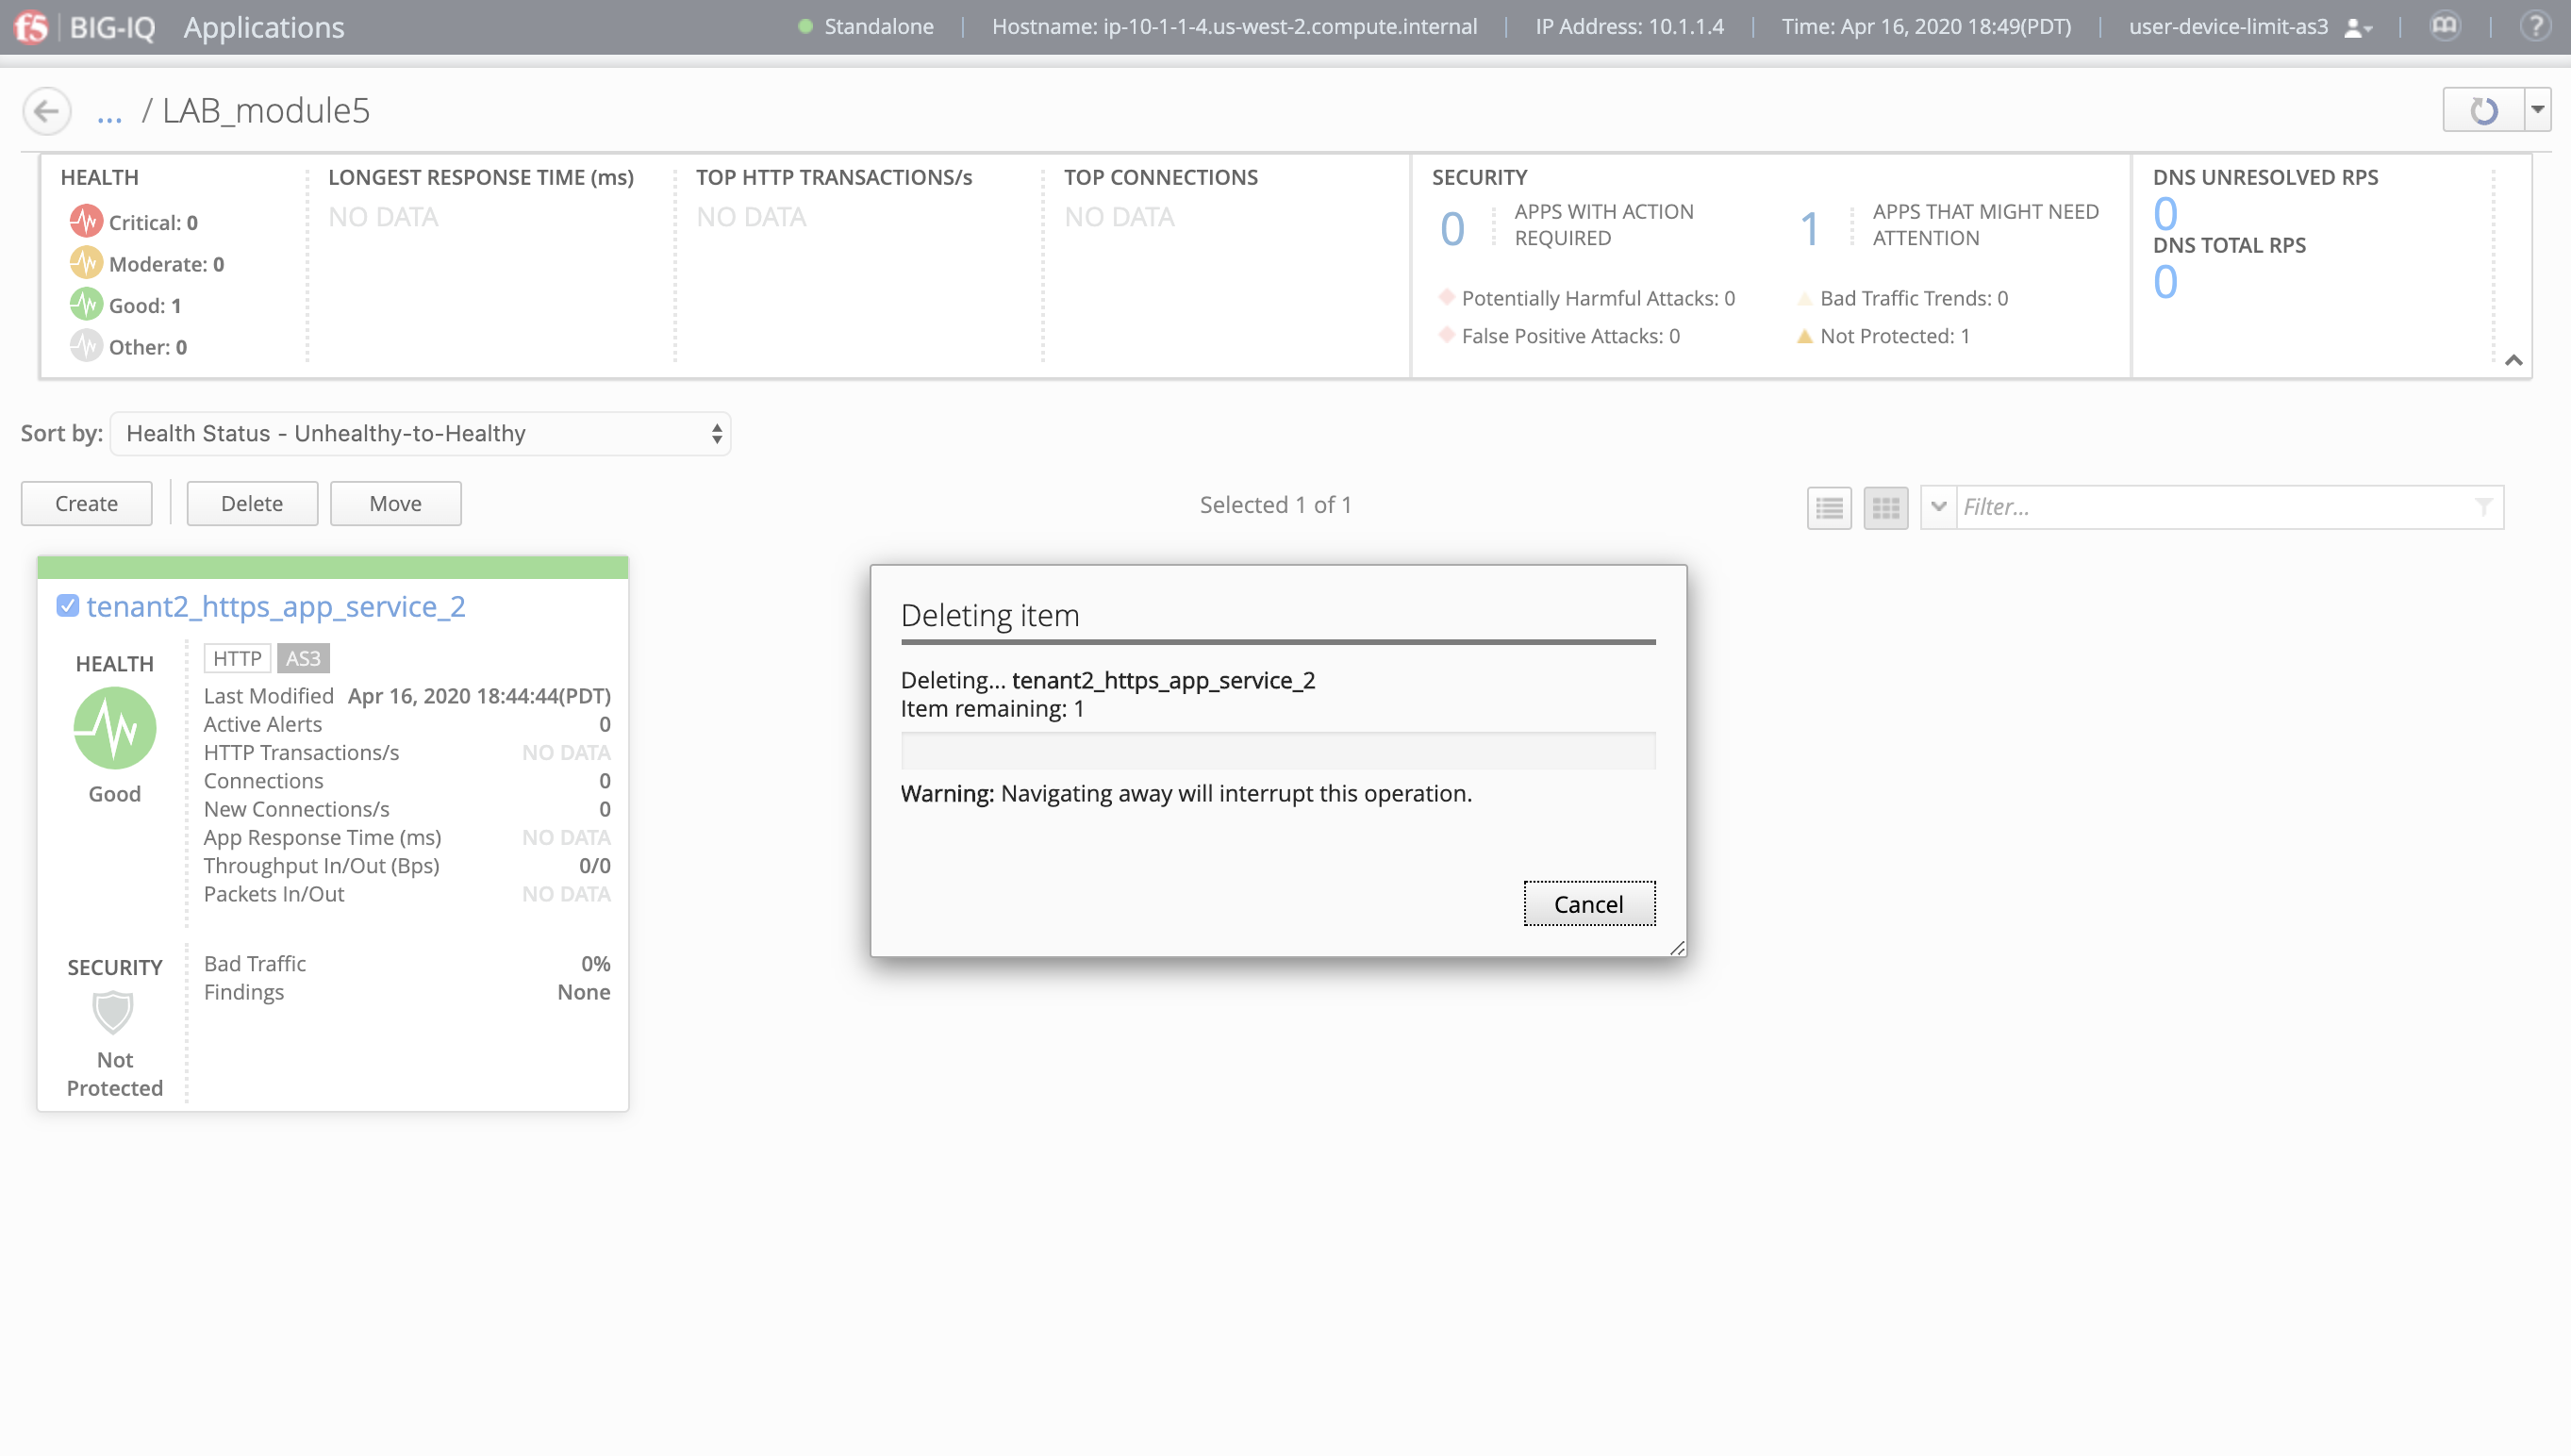 f5 BIG-IQ Applications Standalone Hostname: ip-10-1-1-4.us-west-2.compute.internal IP Address: 10.1.1.4 Time: Apr 16, 2020 18:49(PDT) user-device-limit-as3 ?
... / LAB_module5
HEALTH
Critical: 0
Moderate: 0
Good: 1
Other: 0
LONGEST RESPONSE TIME (ms)
NO DATA
TOP HTTP TRANSACTIONS/s
NO DATA
TOP CONNECTIONS
NO DATA
SECURITY
0 APPS WITH ACTION
REQUIRED
1 APPS THAT MIGHT NEED
ATTENTION
Potentially Harmful Attacks: 0
False Positive Attacks: 0
Bad Traffic Trends: 0
Not Protected: 1
DNS UNRESOLVED RPS
0
DNS TOTAL RPS
0
Sort by: Health Status - Unhealthy-to-Healthy
Create Delete Move Selected 1 of 1 Filter...
tenant2_https_app_service_2
HEALTH
Good
HTTP AS3
Last Modified Apr 16, 2020 18:44:44(PDT)
Active Alerts 0
HTTP Transactions/s NO DATA
Connections 0
New Connections/s 0
App Response Time (ms) NO DATA
Throughput In/Out (Bps) 0/0
Packets In/Out NO DATA
SECURITY
Not
Protected
Bad Traffic 0%
Findings None
Deleting item
Deleting... tenant2_https_app_service_2
Item remaining: 1
Warning: Navigating away will interrupt this operation.
Cancel